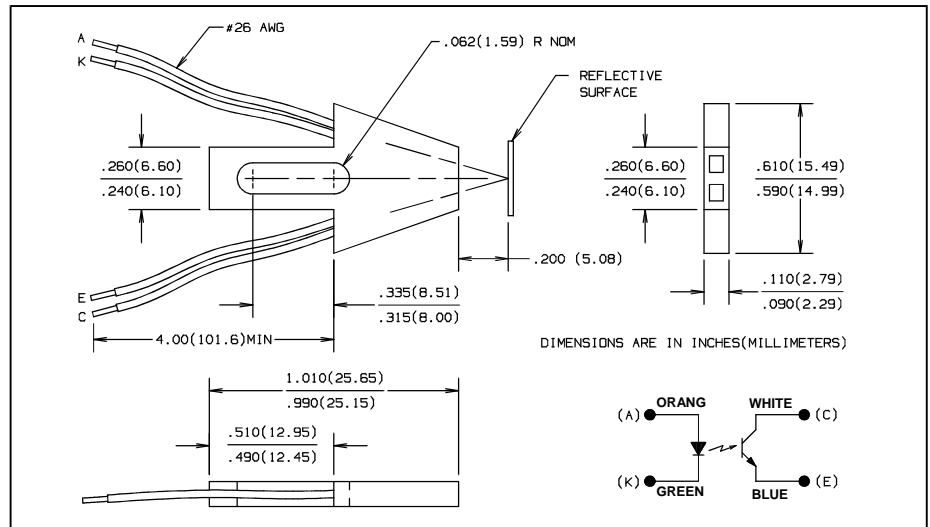 A
K
#26 AWG
.062(1.59) R NOM
REFLECTIVE
SURFACE
.260(6.60)
.240(6.10)
.260(6.60)
.240(6.10)
.610(15.49)
.590(14.99)
.200 (5.08)
.110(2.79)
.090(2.29)
E
C
.335(8.51)
.315(8.00)
4.00(101.6)MIN
DIMENSIONS ARE IN INCHES(MILLIMETERS)
1.010(25.65)
.990(25.15)
.510(12.95)
.490(12.45)
ORANG WHITE
(A) (C)
(K) (E)
GREEN BLUE